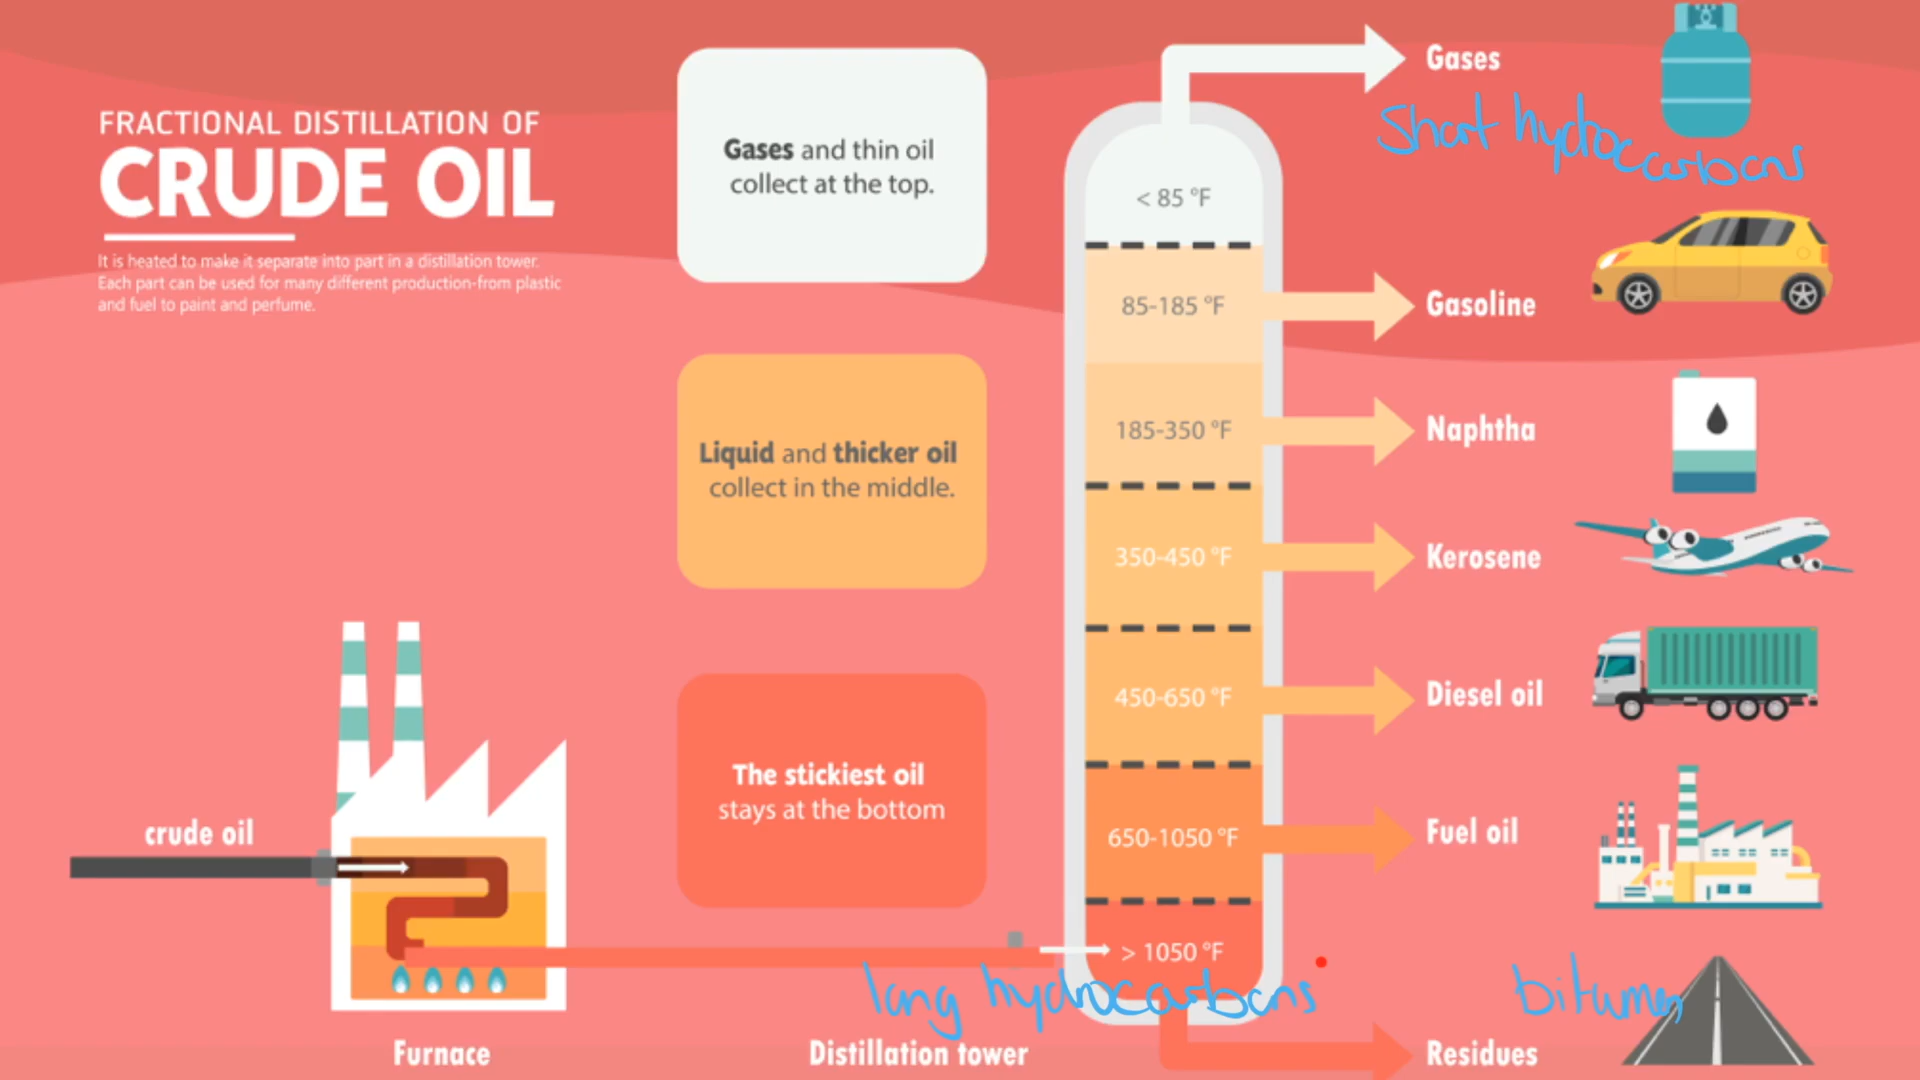 FRACTIONAL DISTILLATION OF
CRUDE OIL
It is heated to make it separate into part in a distillation tower.
Each part can be used for many different production-from plastic
and fuel to paint and perfume.
Gases and thin oil
collect at the top.
Liquid and thicker oil
collect in the middle.
The stickiest oil
stays at the bottom
crude oil
Furnace
Distillation tower
< 85 °F
85-185 °F
185-350 °F
350-450 °F
450-650 °F
650-1050 °F
> 1050 °F
long hydrocarbons
Gases
Short hydrocarbons
Gasoline
Naphtha
Kerosene
Diesel oil
Fuel oil
bitumen
Residues